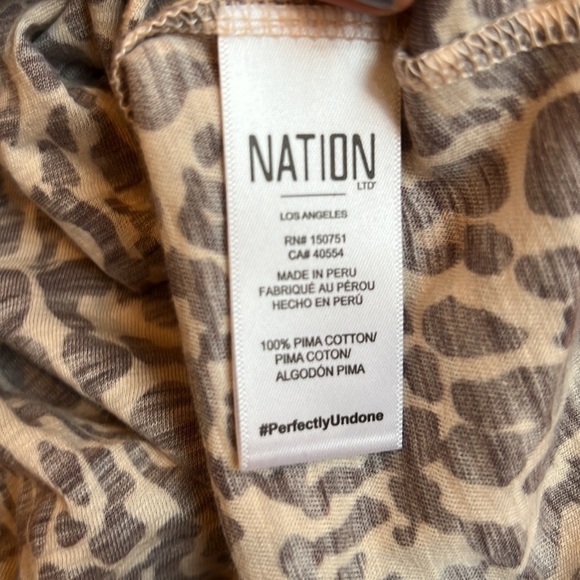 NATION
LTD®
LOS ANGELES
RN# 150751
CA# 40554
MADE IN PERU
FABRIQUÉ AU PÉROU
HECHO EN PERÚ
100% PIMA COTTON/
PIMA COTON/
ALGODÓN PIMA
#PerfectlyUndone